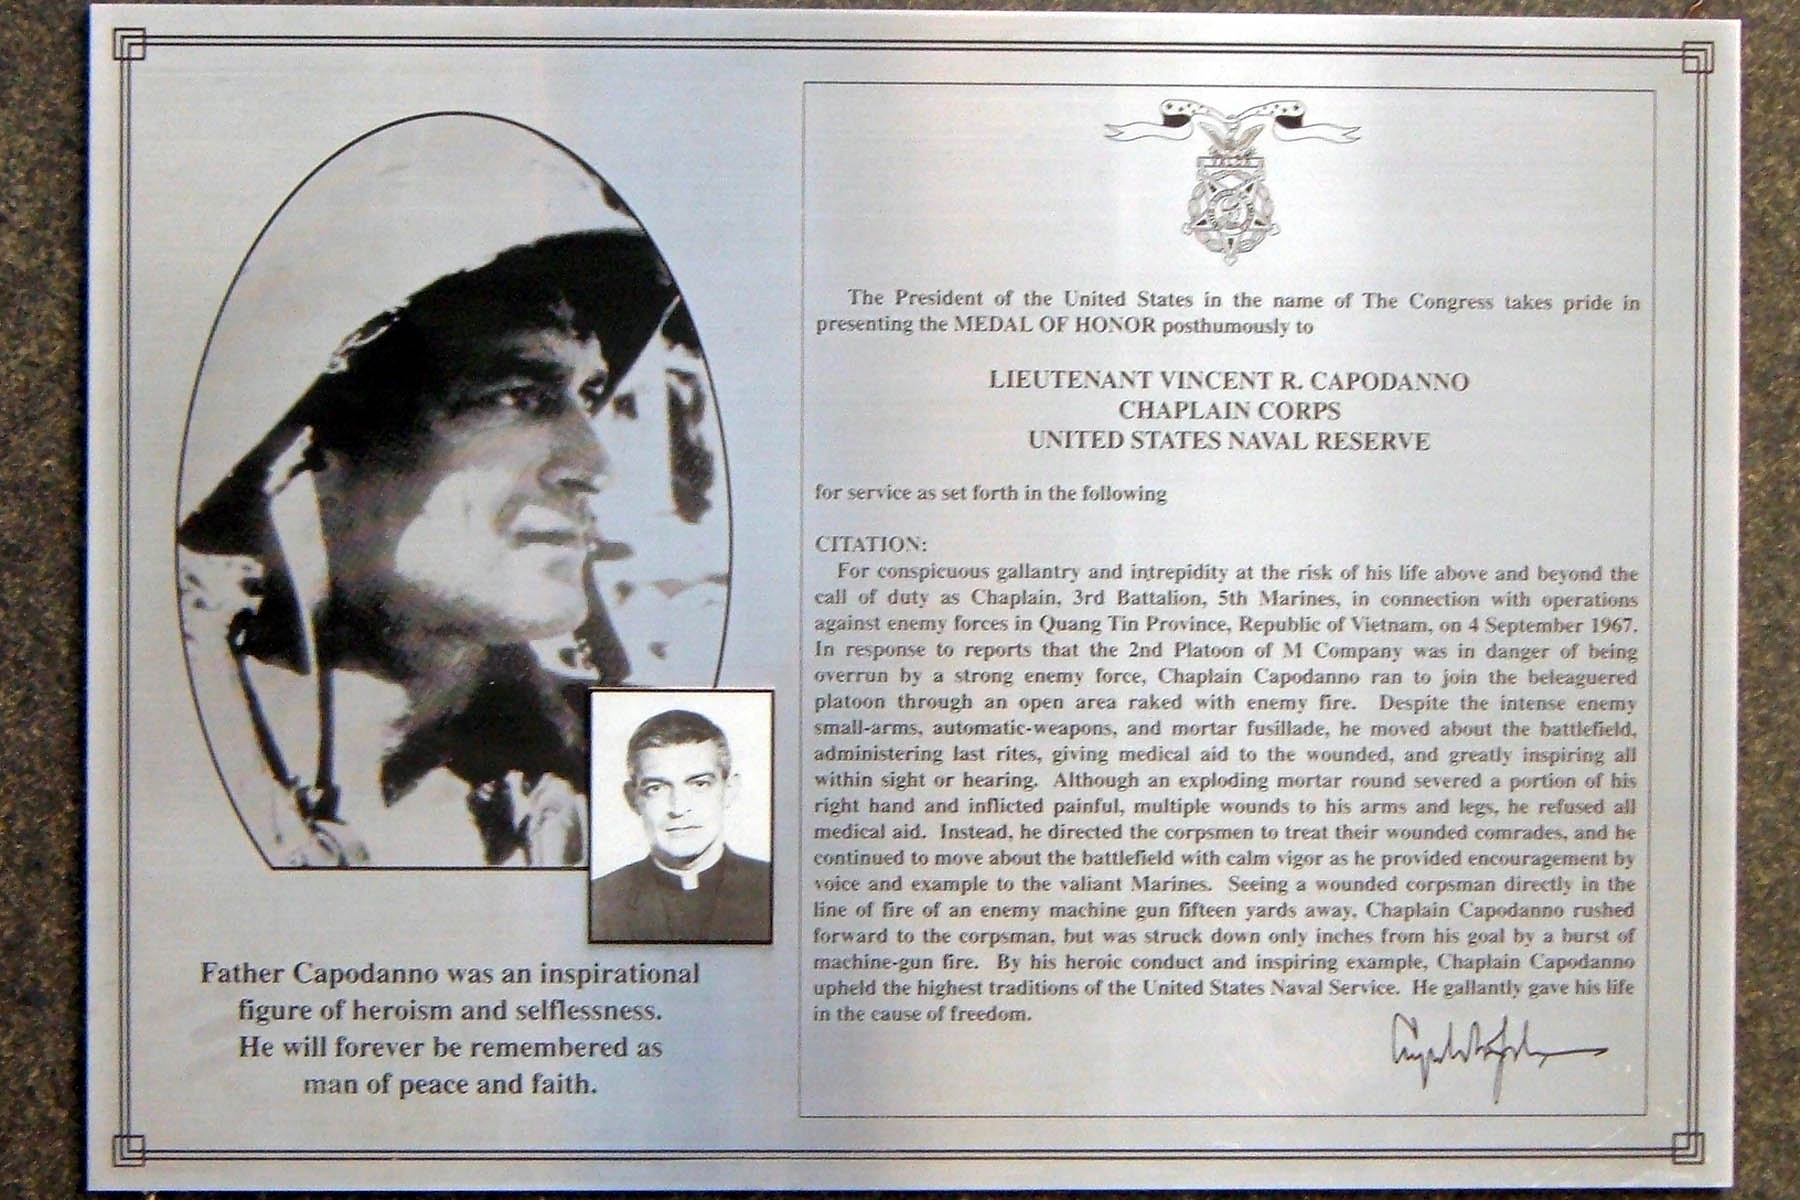 The President of the United States in the name of The Congress takes pride in
presenting the MEDAL OF HONOR posthumously to
LIEUTENANT VINCENT R. CAPODANNO
CHAPLAIN CORPS
UNITED STATES NAVAL RESERVE
for service as set forth in the following
CITATION:
For conspicuous gallantry and intrepidity at the risk of his life above and beyond the
call of duty as Chaplain, 3rd Battalion, 5th Marines, in connection with operations
against enemy forces in Quang Tin Province, Republic of Vietnam, on 4 September 1967.
In response to reports that the 2nd Platoon of M Company was in danger of being
overrun by a strong enemy force, Chaplain Capodanno ran to join the beleaguered
platoon through an open area raked with enemy fire. Despite the intense enemy
small-arms, automatic-weapons, and mortar fusillade, he moved about the battlefield,
administering last rites, giving medical aid to the wounded, and greatly inspiring all
within sight or hearing. Although an exploding mortar round severed a portion of his
right hand and inflicted painful, multiple wounds to his arms and legs, he refused all
medical aid. Instead, he directed the corpsmen to treat their wounded comrades, and he
continued to move about the battlefield with calm vigor as he provided encouragement by
voice and example to the valiant Marines. Seeing a wounded corpsman directly in the
line of fire of an enemy machine gun fifteen yards away, Chaplain Capodanno rushed
forward to the corpsman, but was struck down only inches from his goal by a burst of
machine-gun fire. By his heroic conduct and inspiring example, Chaplain Capodanno
upheld the highest traditions of the United States Naval Service. He gallantly gave his life
in the cause of freedom.
Father Capodanno was an inspirational
figure of heroism and selflessness.
He will forever be remembered as
man of peace and faith.